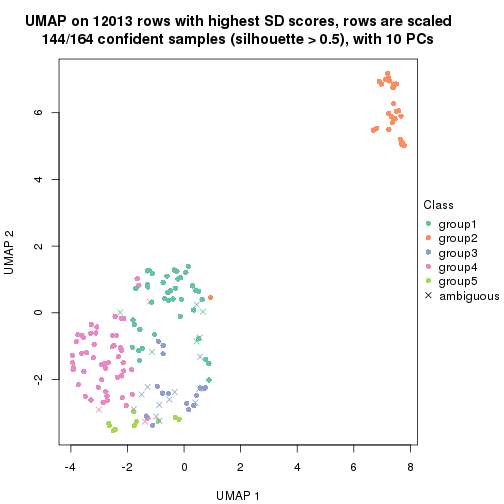 UMAP on 12013 rows with highest SD scores, rows are scaled
144/164 confident samples (silhouette > 0.5), with 10 PCs
6
4
2
0
-2
UMAP 2
-4
-2
0
2
4
6
8
UMAP 1
Class
group1
group2
group3
group4
group5
ambiguous